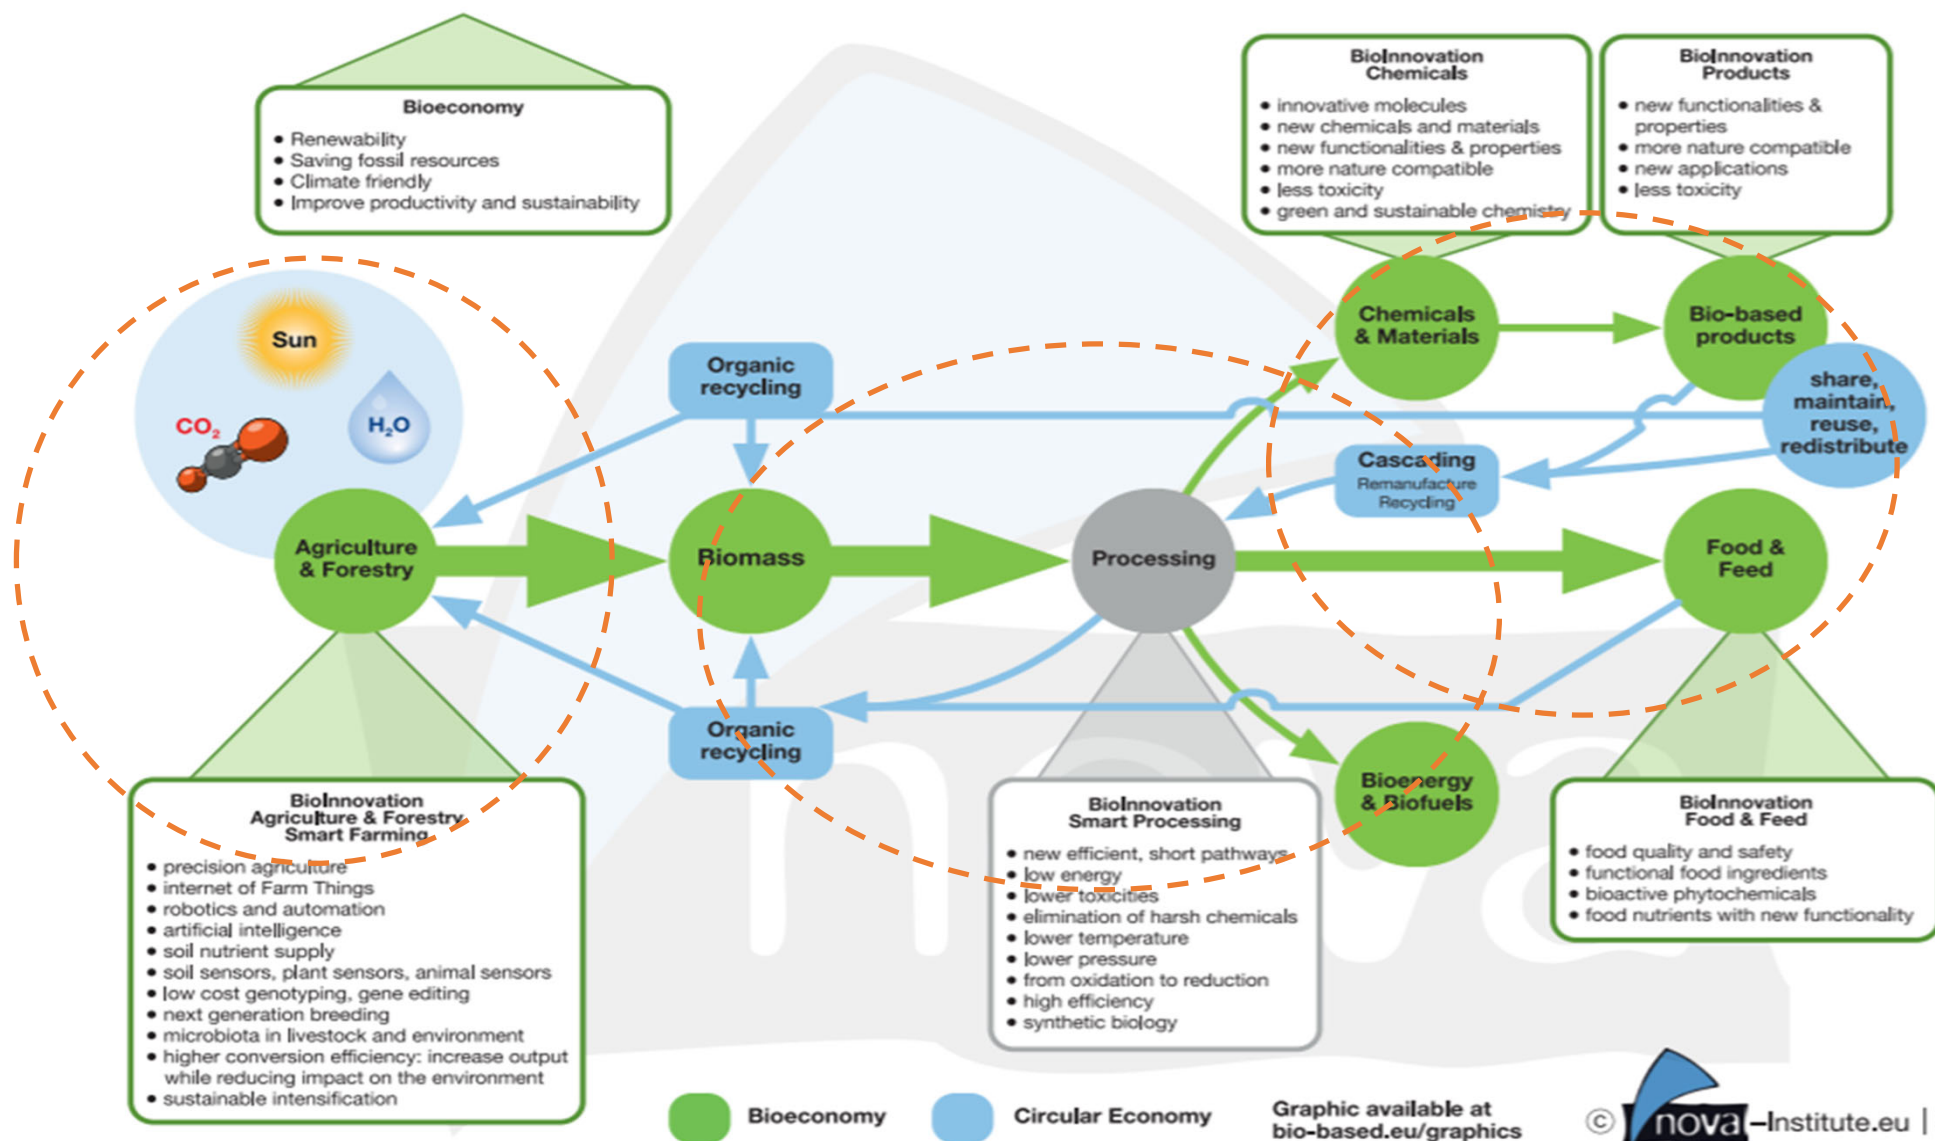 Bioeconomy
• Renewability
• Saving fossil resources
• Climate friendly
• Improve productivity and sustainability
BioInnovation
Chemicals
• innovative molecules
• new chemicals and materials
• new functionalities & properties
• more nature compatible
• less toxicity
• green and sustainable chemistry
BioInnovation
Products
• new functionalities &
properties
• more nature compatible
• new applications
• less toxicity
Sun
CO₂
H₂O
Organic
recycling
Chemicals
& Materials
Bio-based
products
share,
maintain,
reuse,
redistribute
Cascading
Remanufacture
Recycling
Agriculture
& Forestry
Biomass
Processing
Food &
Feed
Organic
recycling
Bioenergy
& Biofuels
BioInnovation
Agriculture & Forestry
Smart Farming
• precision agriculture
• internet of Farm Things
• robotics and automation
• artificial intelligence
• soil nutrient supply
• soil sensors, plant sensors, animal sensors
• low cost genotyping, gene editing
• next generation breeding
• microbiota in livestock and environment
• higher conversion efficiency: increase output
while reducing impact on the environment
• sustainable intensification
BioInnovation
Smart Processing
• new efficient, short pathways
• low energy
• lower toxicities
• elimination of harsh chemicals
• lower temperature
• lower pressure
• from oxidation to reduction
• high efficiency
• synthetic biology
BioInnovation
Food & Feed
• food quality and safety
• functional food ingredients
• bioactive phytochemicals
• food nutrients with new functionality
nova
Bioeconomy
Circular Economy
Graphic available at
bio-based.eu/graphics
© nova-Institute.eu |